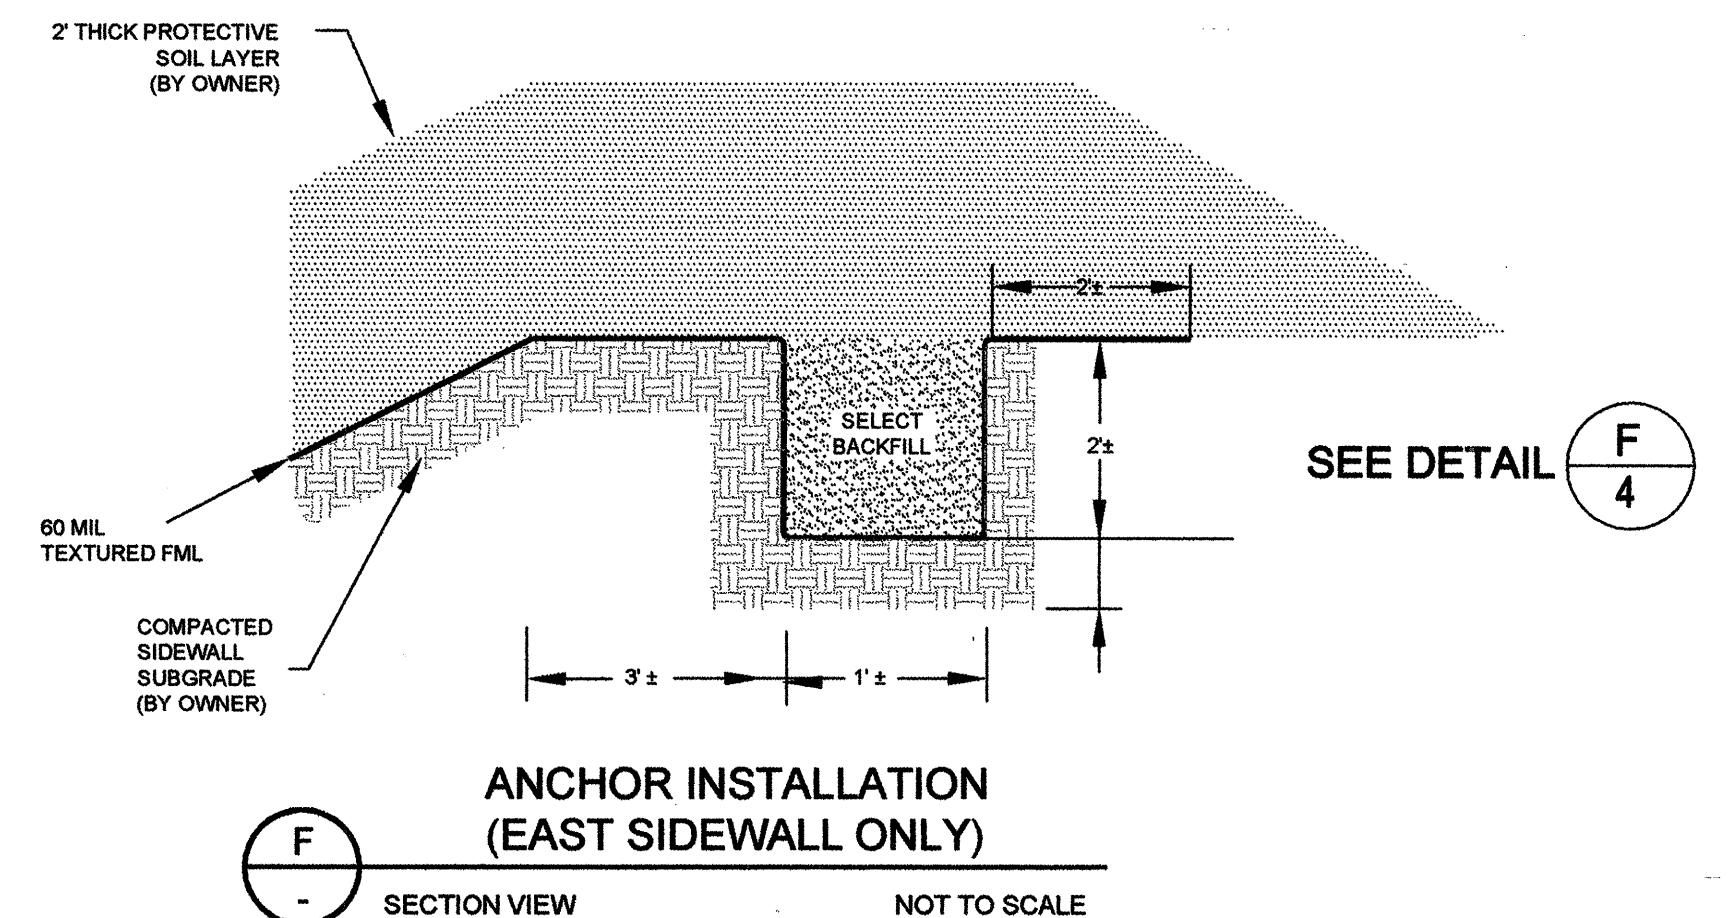 2' THICK PROTECTIVE
SOIL LAYER
(BY OWNER)
2'±
SELECT
BACKFILL
2'±
SEE DETAIL
F
4
60 MIL
TEXTURED FML
COMPACTED
SIDEWALL
SUBGRADE
(BY OWNER)
3' ±
1' ±
ANCHOR INSTALLATION
(EAST SIDEWALL ONLY)
F
-
SECTION VIEW
NOT TO SCALE